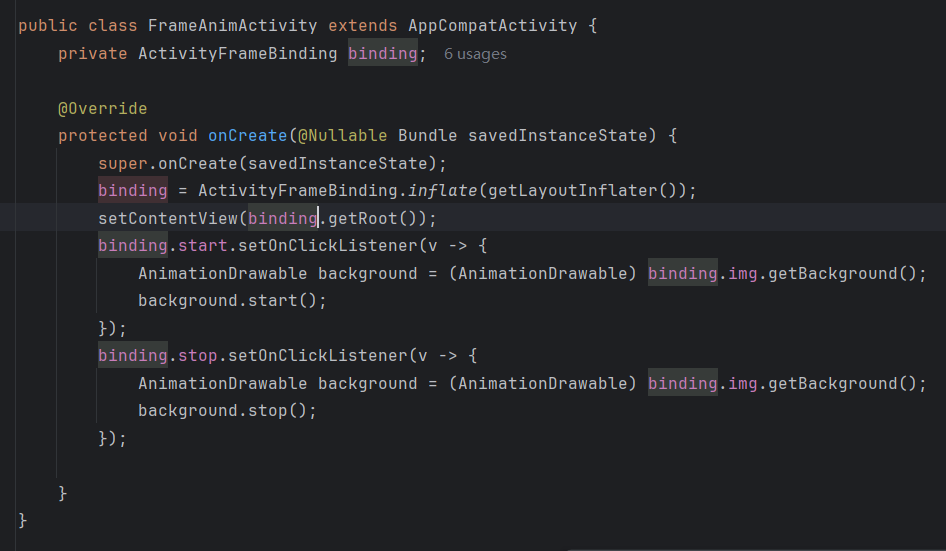 public class FrameAnimActivity extends AppCompatActivity {
    private ActivityFrameBinding binding;  6 usages

    @Override
    protected void onCreate(@Nullable Bundle savedInstanceState) {
        super.onCreate(savedInstanceState);
        binding = ActivityFrameBinding.inflate(getLayoutInflater());
        setContentView(binding.getRoot());
        binding.start.setOnClickListener(v -> {
            AnimationDrawable background = (AnimationDrawable) binding.img.getBackground();
            background.start();
        });
        binding.stop.setOnClickListener(v -> {
            AnimationDrawable background = (AnimationDrawable) binding.img.getBackground();
            background.stop();
        });

    }
}